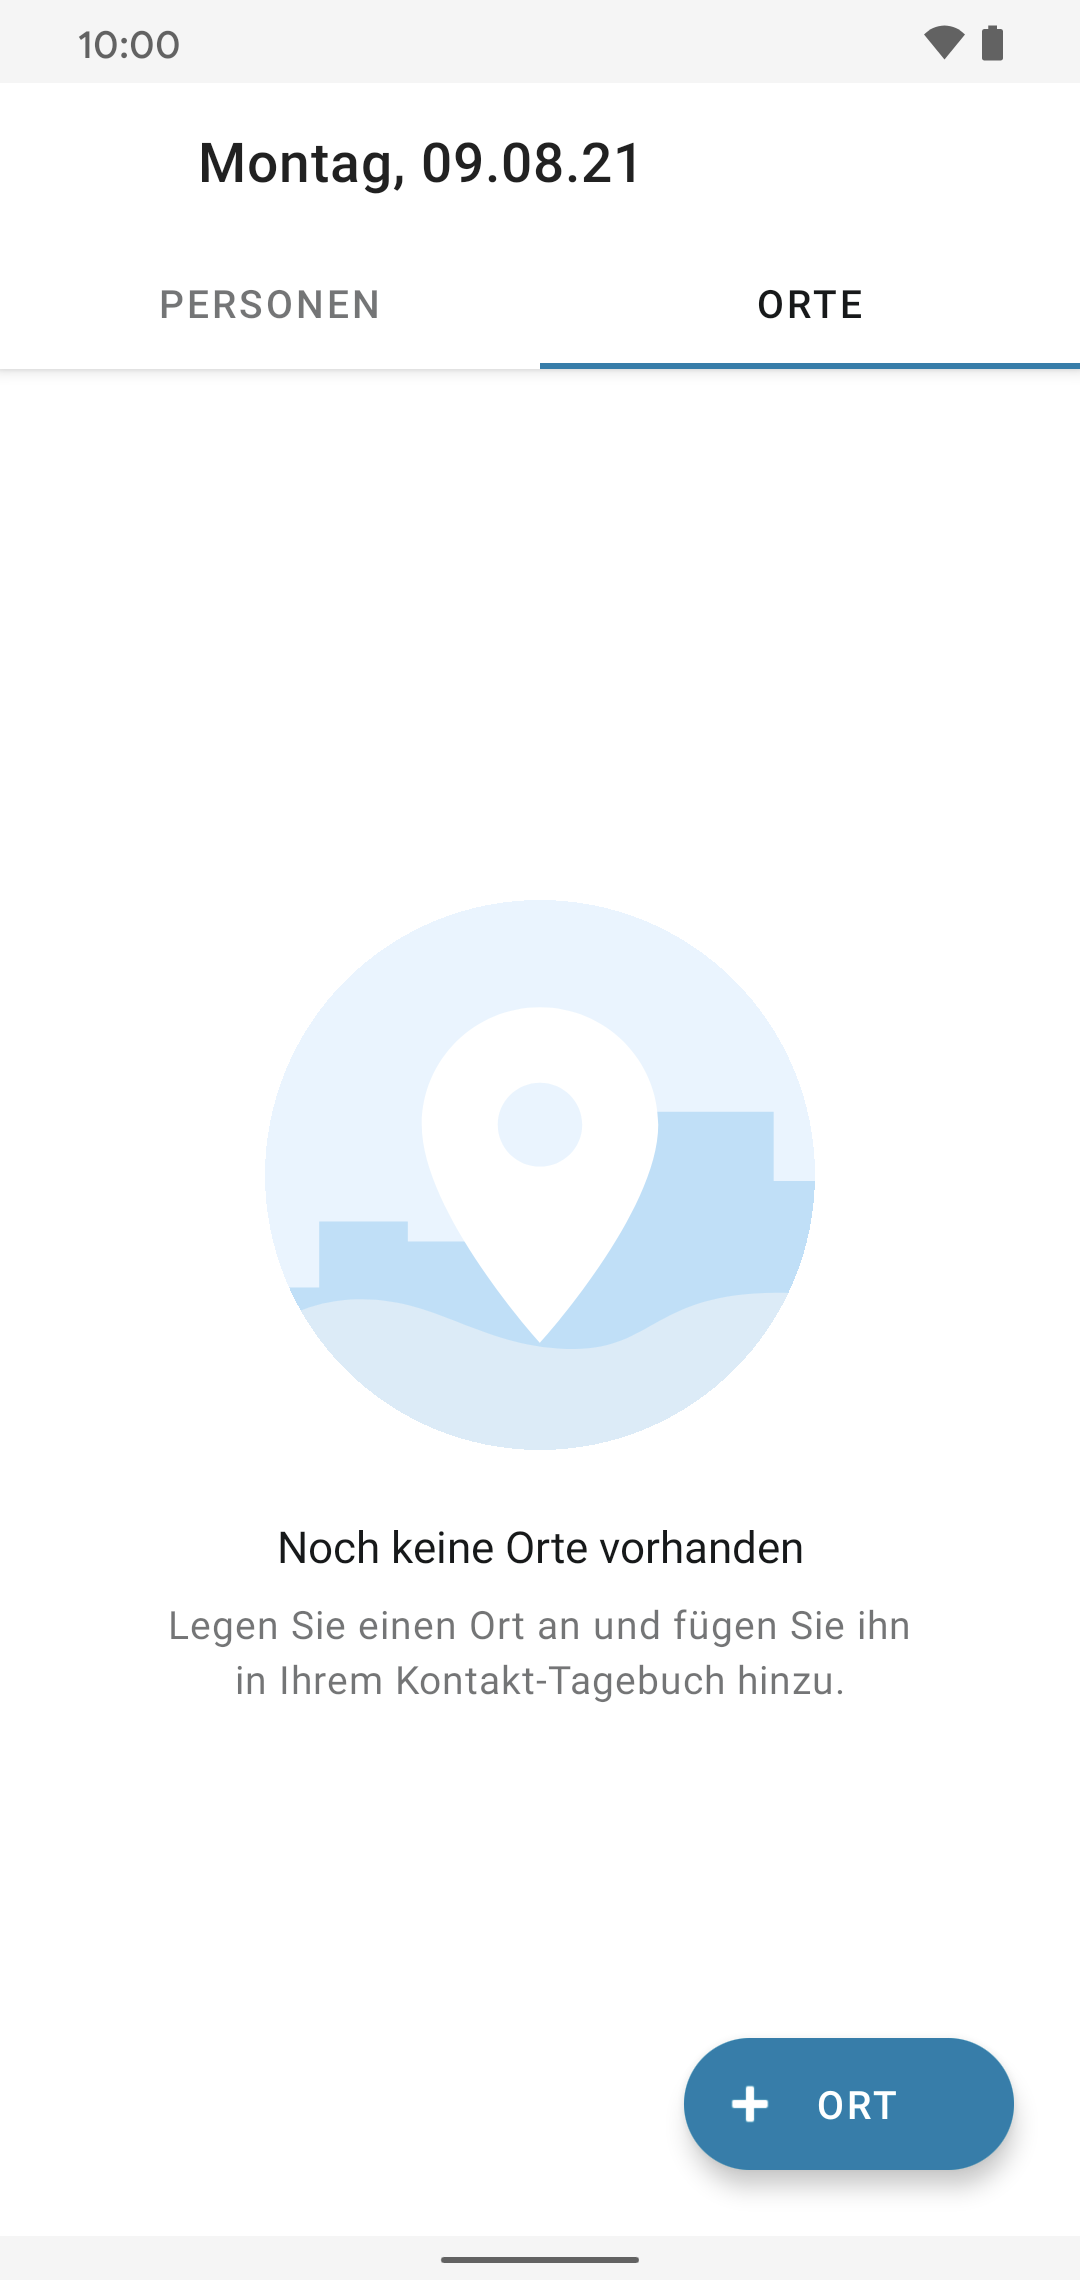 10:00
Montag, 09.08.21
PERSONEN
ORTE
Noch keine Orte vorhanden
Legen Sie einen Ort an und fügen Sie ihn
in Ihrem Kontakt-Tagebuch hinzu.
ORT